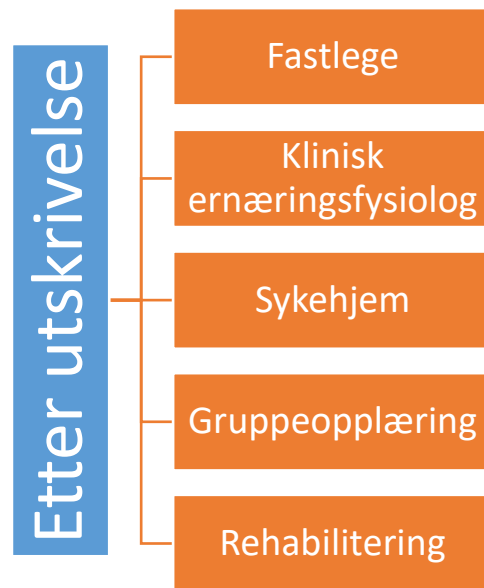 Etter utskrivelse
Fastlege
Klinisk
ernæringsfysiolog
Sykehjem
Gruppeopplæring
Rehabilitering